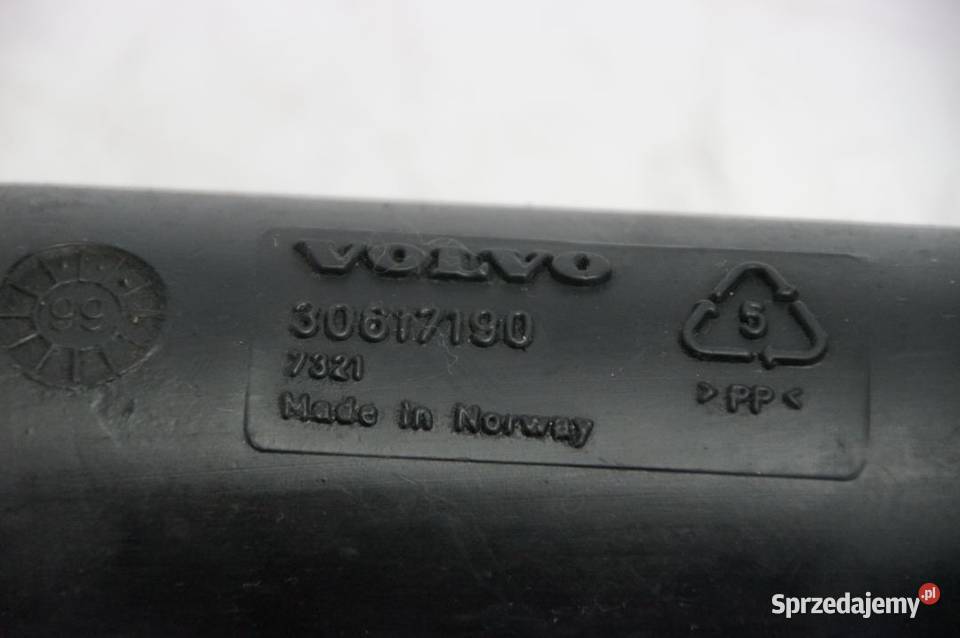 VOLVO
30617190
7321
Made in Norway
99
5
>PP<
Sprzedajemy.pl